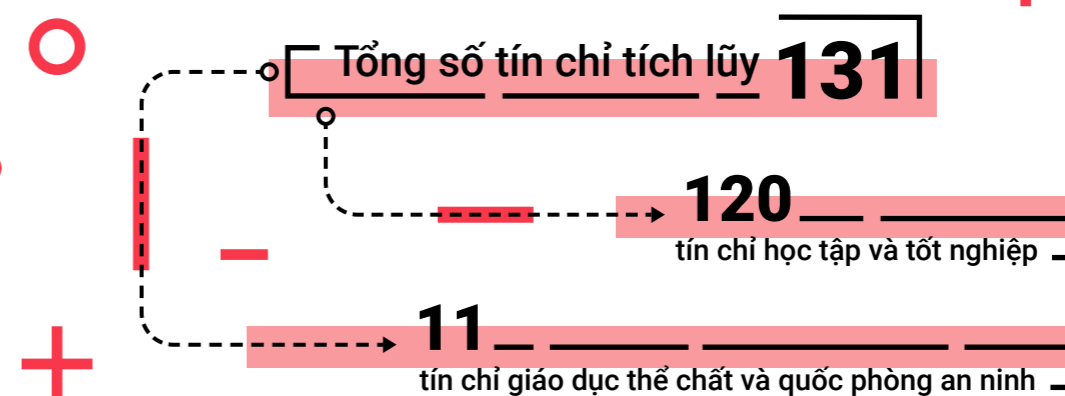 Tổng số tín chỉ tích lũy 131
120
tín chỉ học tập và tốt nghiệp
11
tín chỉ giáo dục thể chất và quốc phòng an ninh